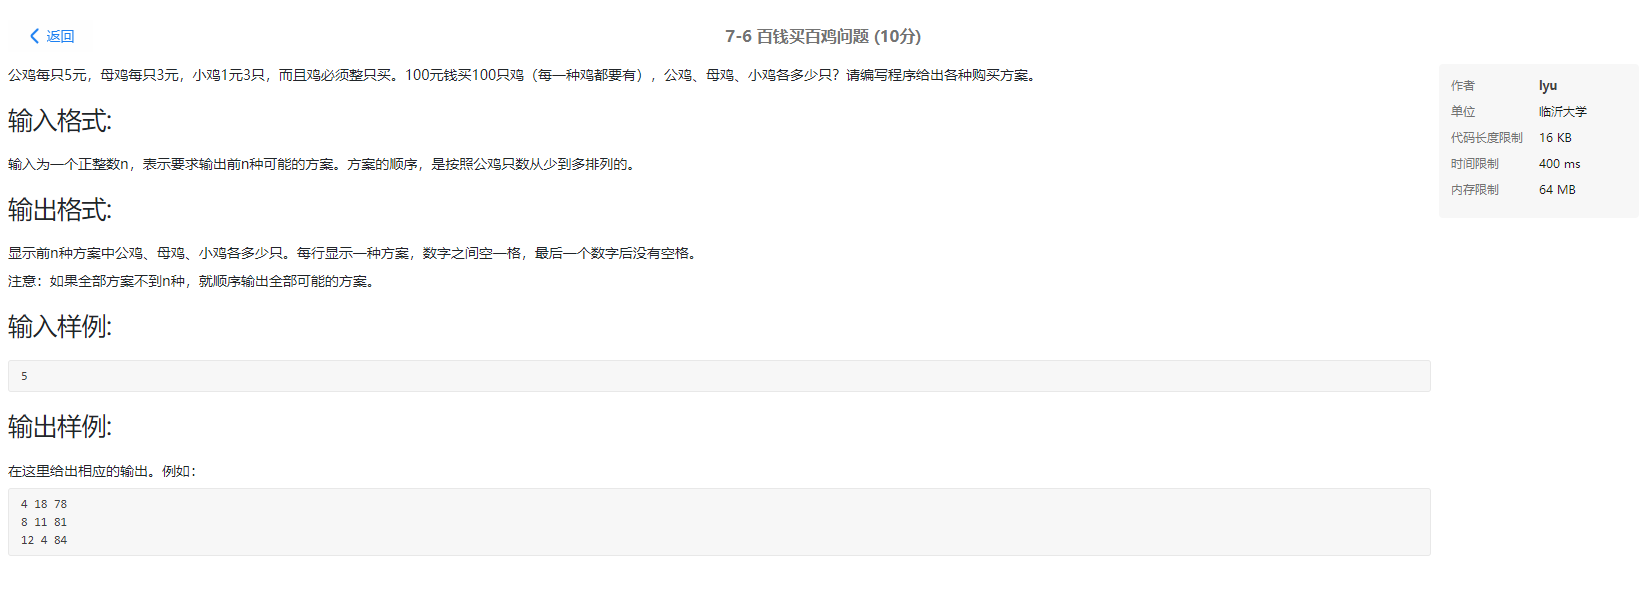 返回
7-6 百钱买百鸡问题 (10分)
公鸡每只5元，母鸡每只3元，小鸡1元3只，而且鸡必须整只买。100元钱买100只鸡（每一种鸡都要有），公鸡、母鸡、小鸡各多少只？请编写程序给出各种购买方案。
作者 lyu
单位 临沂大学
代码长度限制 16 KB
时间限制 400 ms
内存限制 64 MB
输入格式:
输入为一个正整数n，表示要求输出前n种可能的方案。方案的顺序，是按照公鸡只数从少到多排列的。
输出格式:
显示前n种方案中公鸡、母鸡、小鸡各多少只。每行显示一种方案，数字之间空一格，最后一个数字后没有空格。
注意：如果全部方案不到n种，就顺序输出全部可能的方案。
输入样例:
5
输出样例:
在这里给出相应的输出。例如：
4 18 78
8 11 81
12 4 84